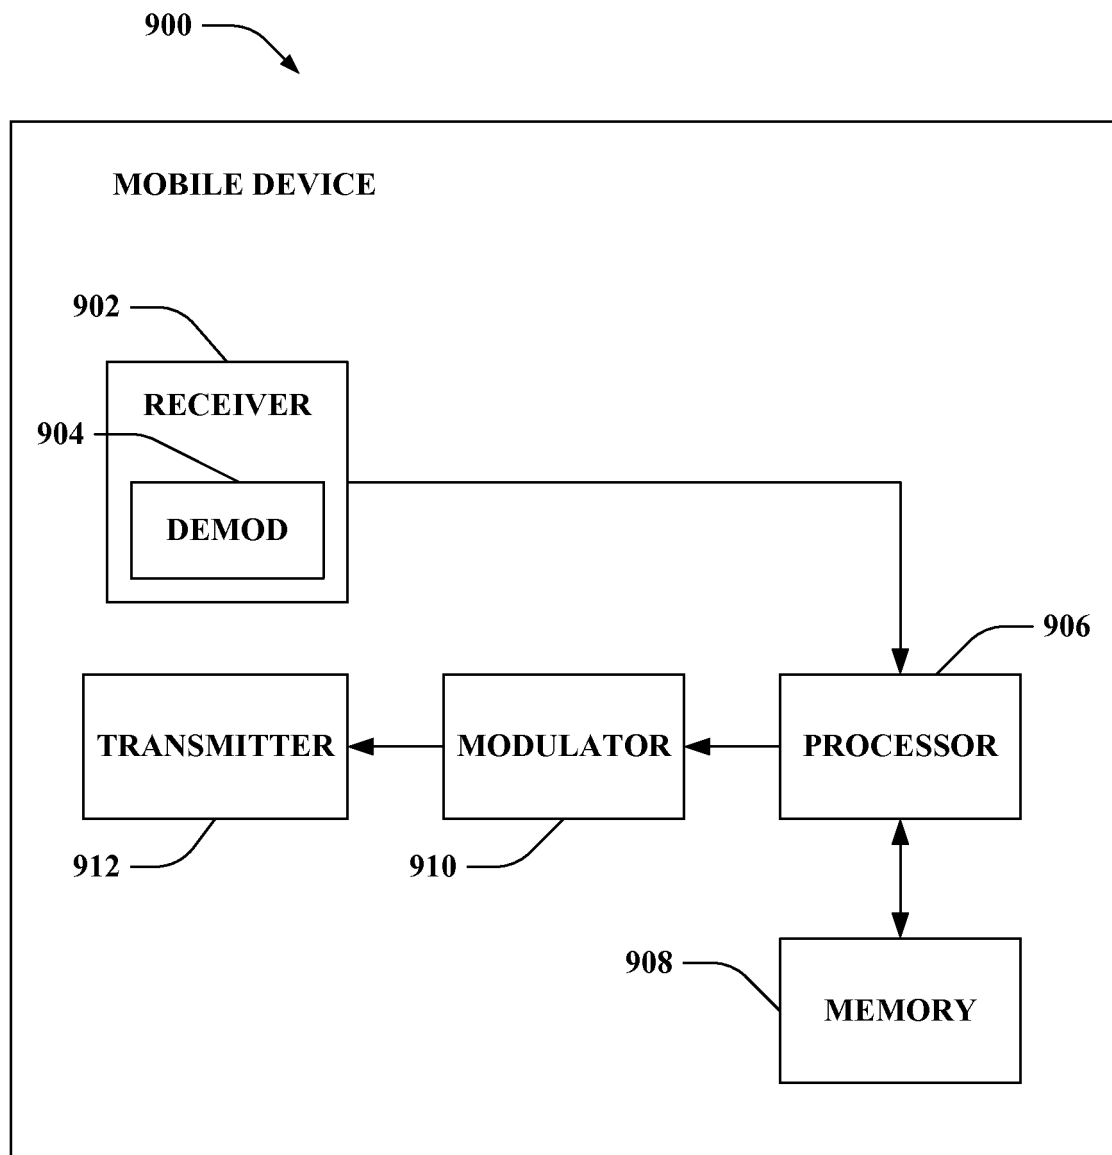 900
MOBILE DEVICE
902
RECEIVER
904
DEMOD
906
TRANSMITTER
MODULATOR
PROCESSOR
912
910
908
MEMORY